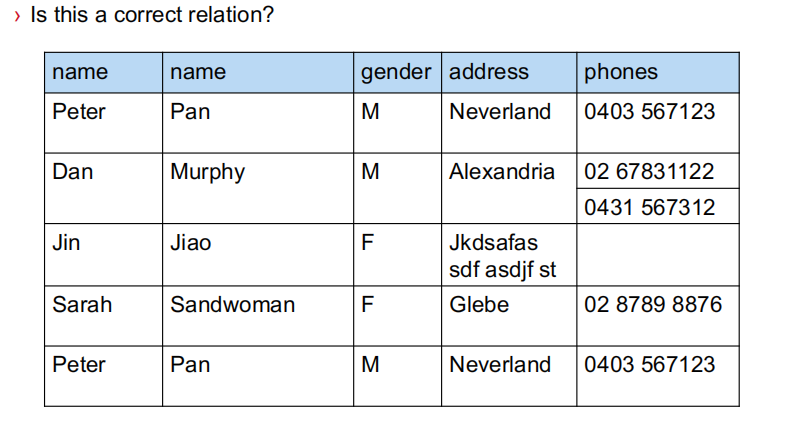 › Is this a correct relation?
name name gender address phones
Peter Pan M Neverland 0403 567123
Dan Murphy M Alexandria 02 67831122
0431 567312
Jin Jiao F Jkdsafas
sdf asdjf st
Sarah Sandwoman F Glebe 02 8789 8876
Peter Pan M Neverland 0403 567123